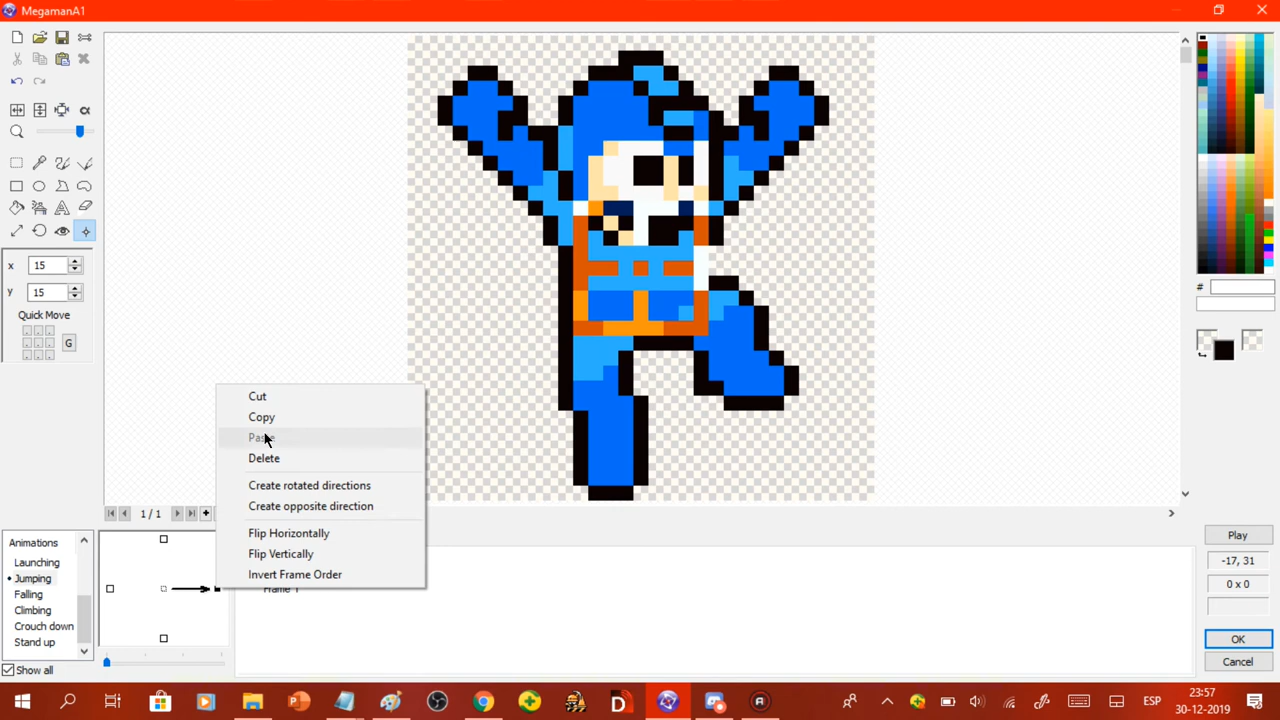 MegamanA1
x 15
y 15
Quick Move
G
#
1 / 1
Cut
Copy
Paste
Delete
Create rotated directions
Create opposite direction
Flip Horizontally
Flip Vertically
Invert Frame Order
Frame 1
Animations
Launching
Jumping
Falling
Climbing
Crouch down
Stand up
Show all
Play
-17, 31
0 x 0
OK
Cancel
ESP
23:57
30-12-2019